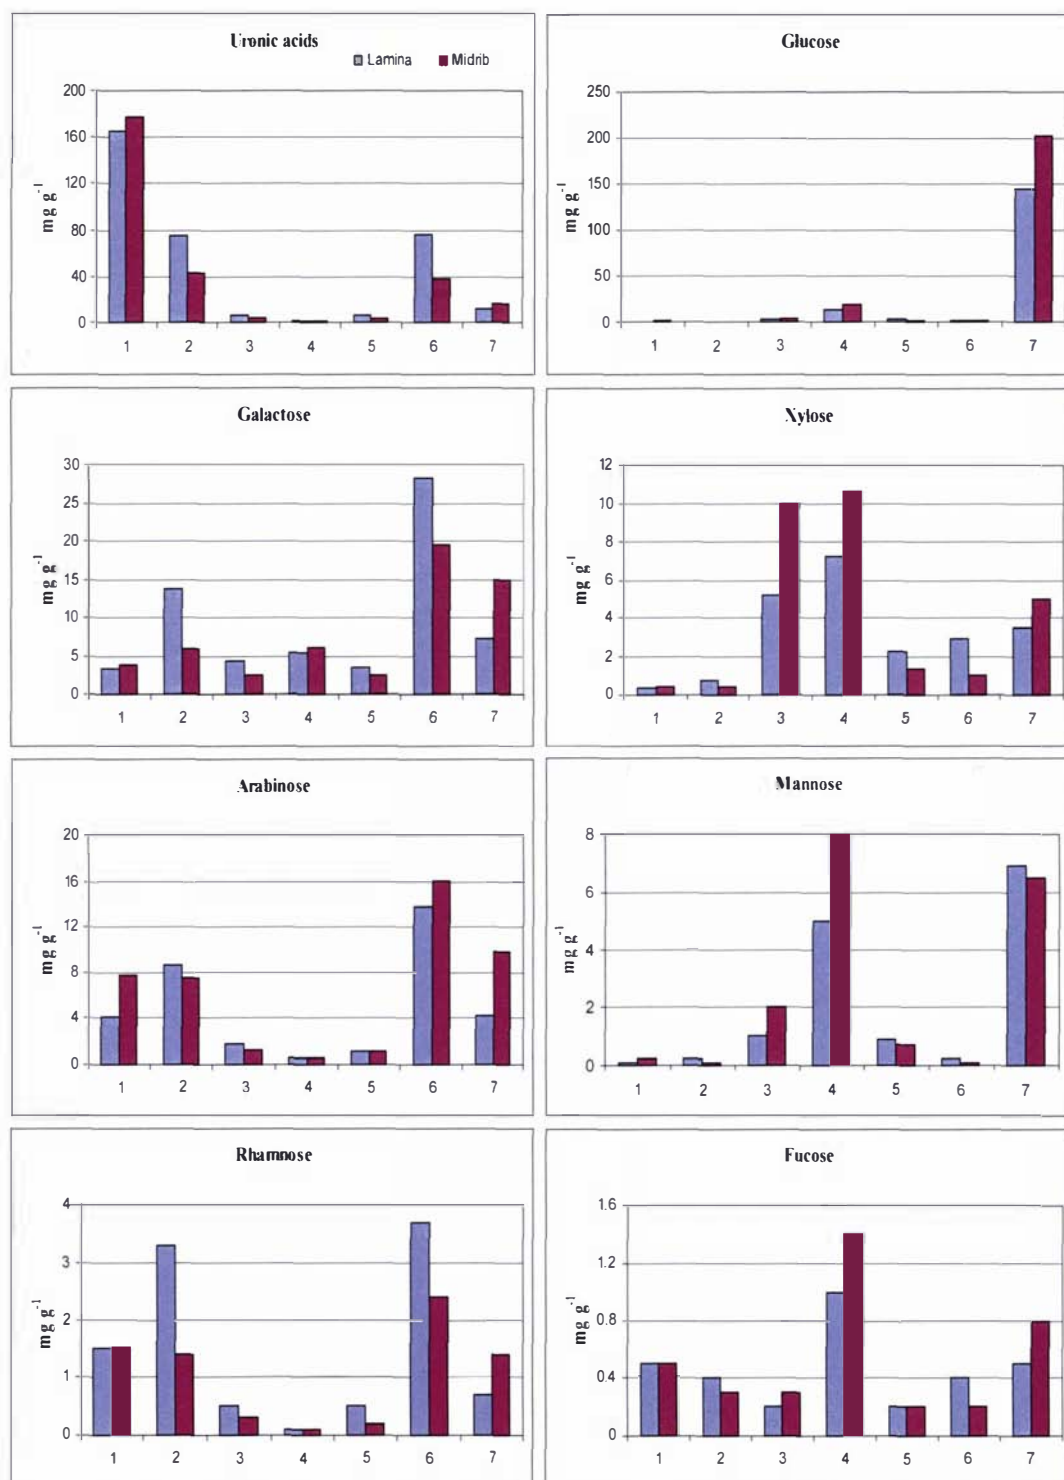 Uronic acids
Lamina Midrib
200
160
120
80
40
0
mg g-1
1 2 3 4 5 6 7
Glucose
250
200
150
100
50
0
mg g-1
1 2 3 4 5 6 7
Galactose
30
25
20
15
10
5
0
mg g-1
1 2 3 4 5 6 7
Xylose
12
10
8
6
4
2
0
mg g-1
1 2 3 4 5 6 7
Arabinose
20
16
12
8
4
0
mg g-1
1 2 3 4 5 6 7
Mannose
8
6
4
2
0
mg g-1
1 2 3 4 5 6 7
Rhamnose
4
3
2
1
0
mg g-1
1 2 3 4 5 6 7
Fucose
1.6
1.2
0.8
0.4
0
mg g-1
1 2 3 4 5 6 7